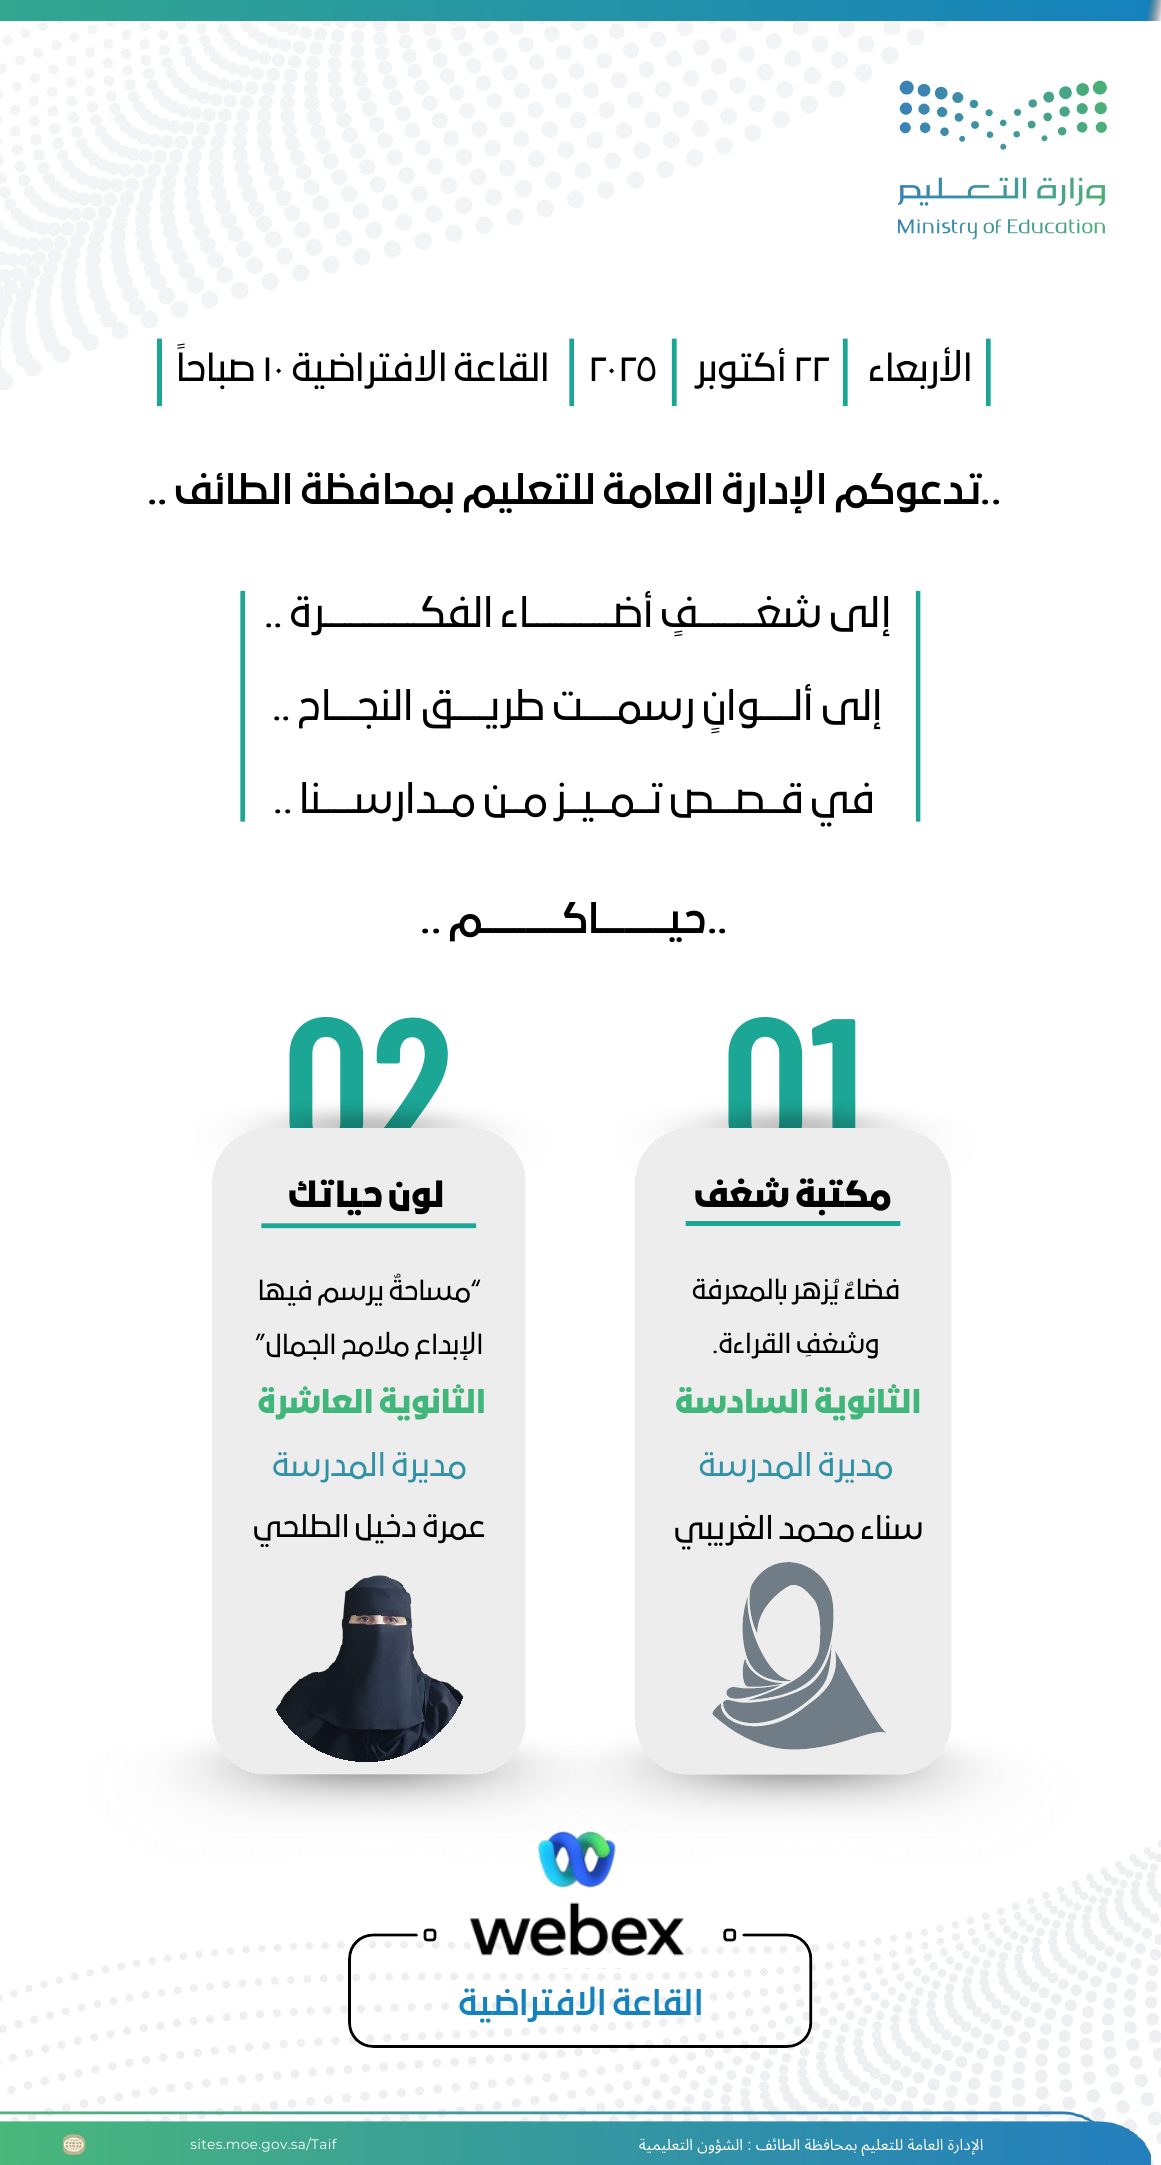 وزارة التعليم
Ministry of Education
الأربعاء | ٢٢ أكتوبر | ٢٠٢٥ | القاعة الافتراضية ١٠ صباحاً
..تدعوكم الإدارة العامة للتعليم بمحافظة الطائف ..
إلى شغفٍ أضاء الفكرة ..
إلى ألوانٍ رسمت طريق النجاح ..
في قصص تميز من مدارسنا ..
..حياكم ..
01
مكتبة شغف
فضاءٌ يُزهر بالمعرفة
وشغفِ القراءة.
الثانوية السادسة
مديرة المدرسة
سناء محمد الغريبي
02
لون حياتك
“مساحةٌ يرسم فيها
الإبداع ملامح الجمال”
الثانوية العاشرة
مديرة المدرسة
عمرة دخيل الطلحي
webex
القاعة الافتراضية
الإدارة العامة للتعليم بمحافظة الطائف : الشؤون التعليمية
sites.moe.gov.sa/Taif